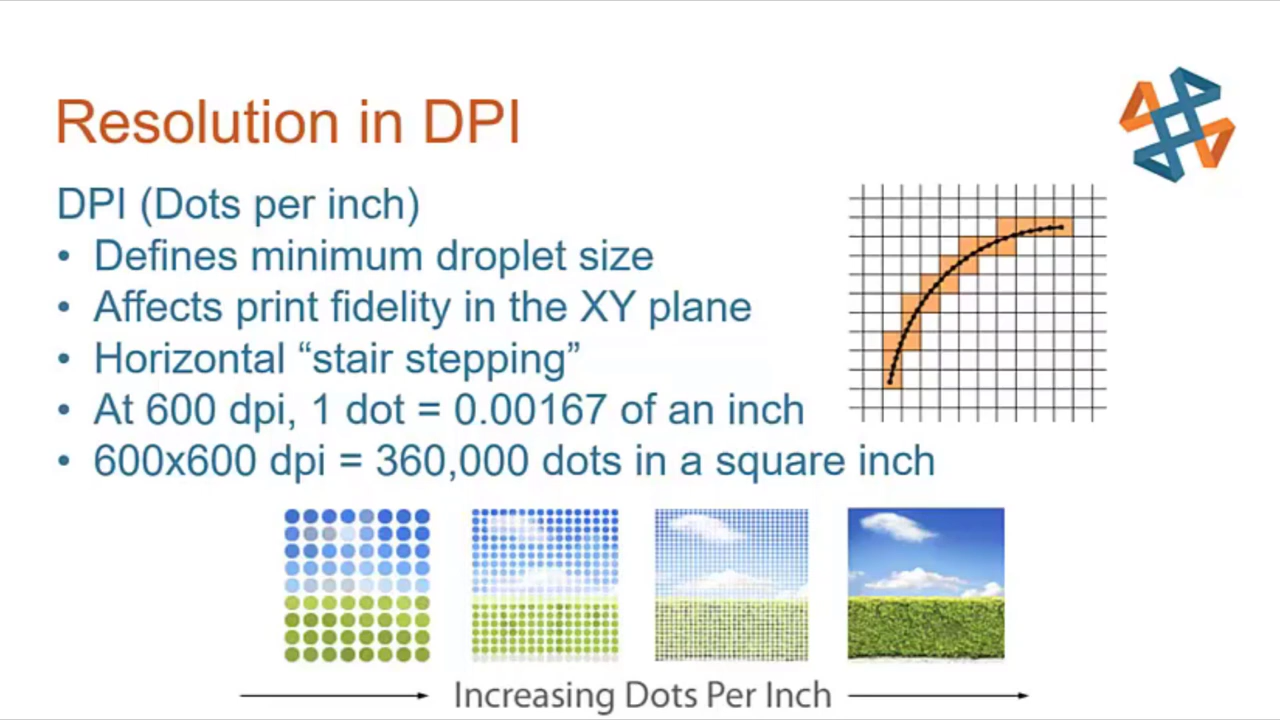 Resolution in DPI
DPI (Dots per inch)
• Defines minimum droplet size
• Affects print fidelity in the XY plane
• Horizontal “stair stepping”
• At 600 dpi, 1 dot = 0.00167 of an inch
• 600x600 dpi = 360,000 dots in a square inch
Increasing Dots Per Inch